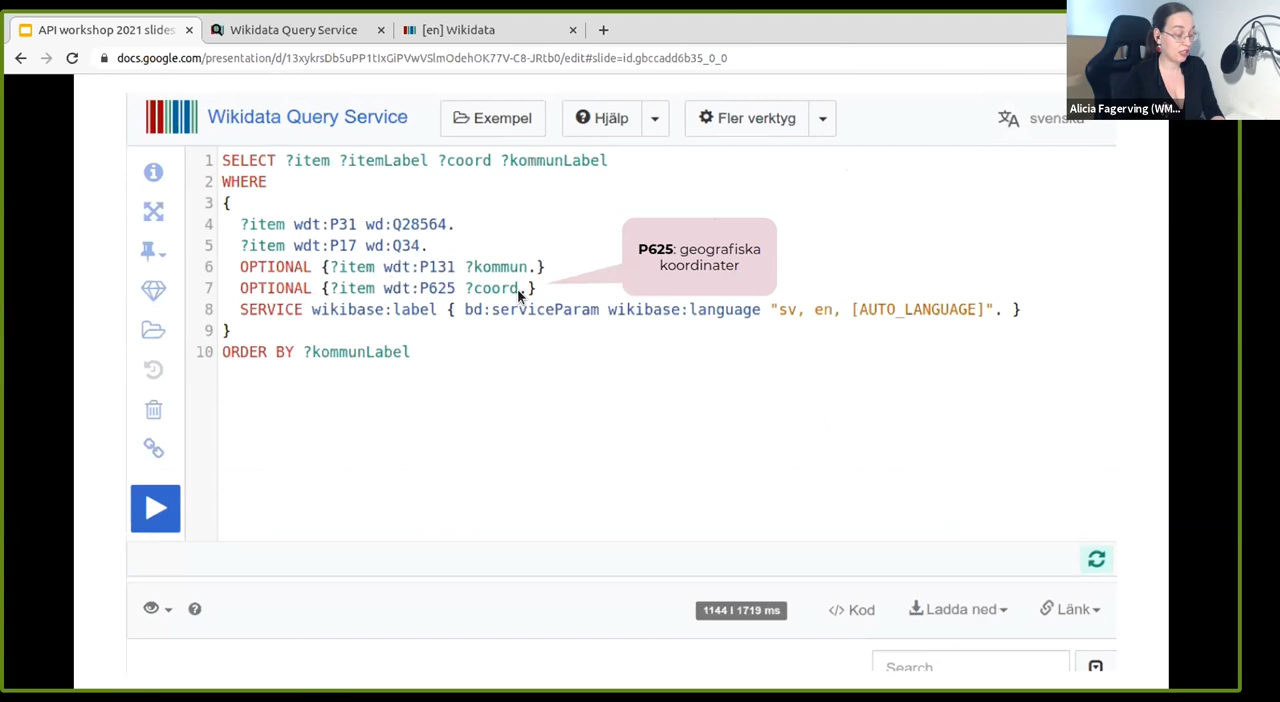 API workshop 2021 slides
Wikidata Query Service
[en] Wikidata
docs.google.com/presentation/d/13xykrsDb5uPP1tIxGiPVwVSlmOdehOK77V-C8-JRtb0/edit#slide=id.gbccadd6b35_0_0
Alicia Fagerving (WM...
Wikidata Query Service
Exempel
Hjälp
Fler verktyg
svenska
1 SELECT ?item ?itemLabel ?coord ?kommunLabel
2 WHERE
3 {
4 ?item wdt:P31 wd:Q28564.
5 ?item wdt:P17 wd:Q34.
6 OPTIONAL {?item wdt:P131 ?kommun.}
7 OPTIONAL {?item wdt:P625 ?coord.}
8 SERVICE wikibase:label { bd:serviceParam wikibase:language "sv, en, [AUTO_LANGUAGE]". }
9 }
10 ORDER BY ?kommunLabel
P625: geografiska
koordinater
1144 i 1719 ms
</> Kod
Ladda ned
Länk
Search